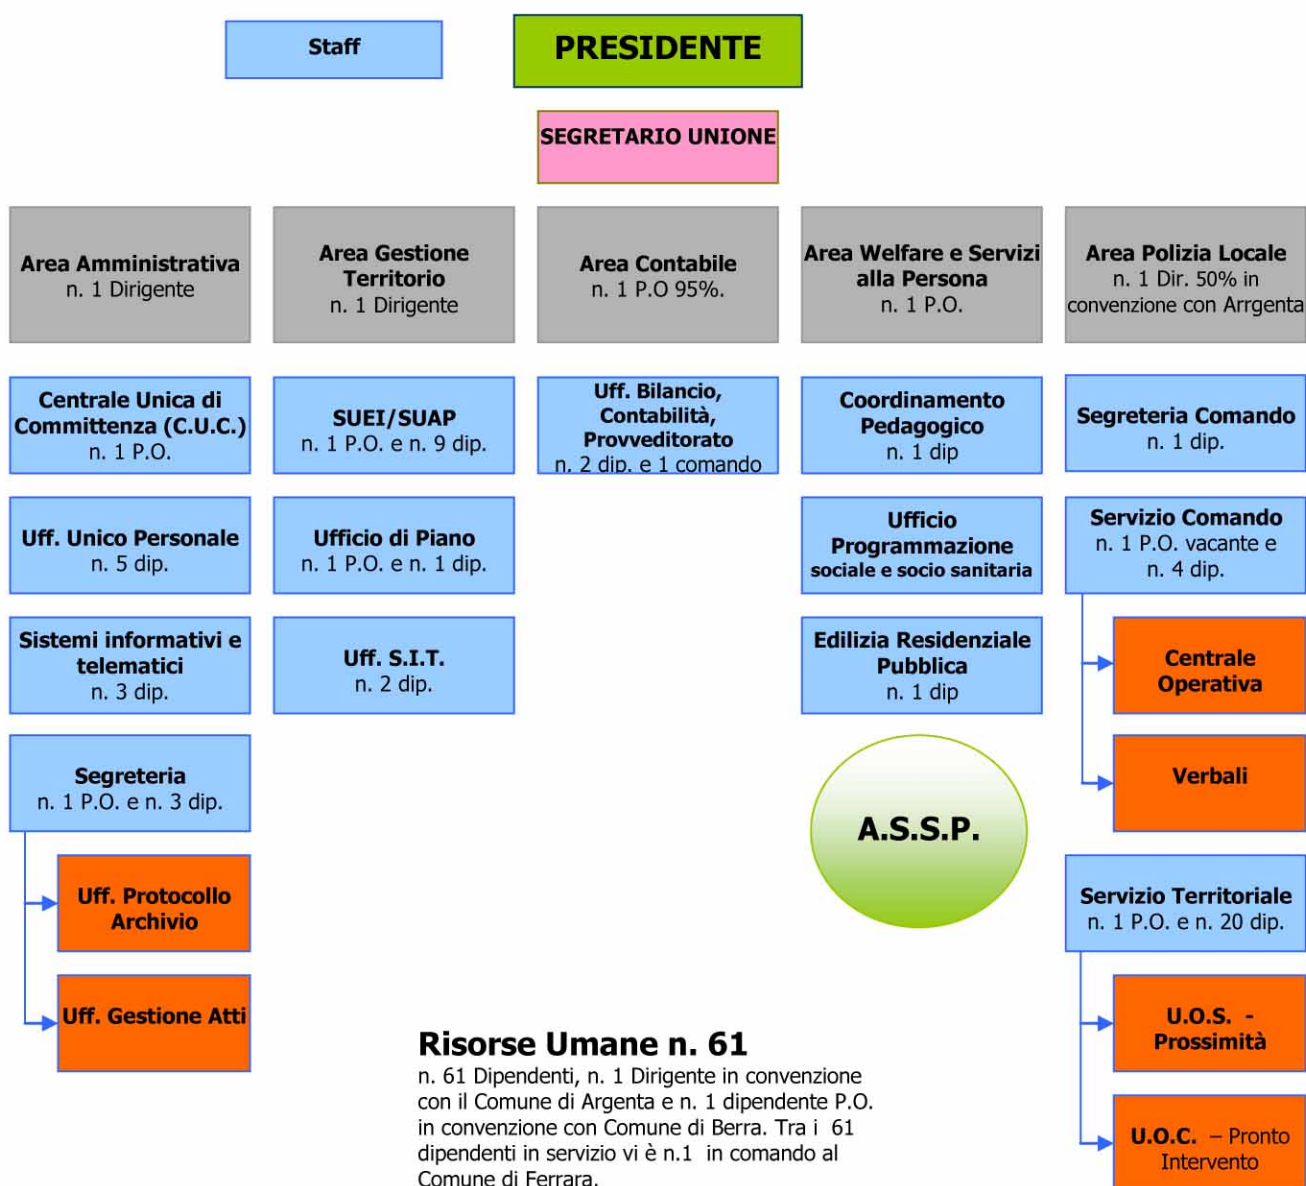 Staff
PRESIDENTE
SEGRETARIO UNIONE
Area Amministrativa
n. 1 Dirigente
Area Gestione
Territorio
n. 1 Dirigente
Area Contabile
n. 1 P.O 95%.
Area Welfare e Servizi
alla Persona
n. 1 P.O.
Area Polizia Locale
n. 1 Dir. 50% in
convenzione con Arrgenta
Centrale Unica di
Committenza (C.U.C.)
n. 1 P.O.
SUEI/SUAP
n. 1 P.O. e n. 9 dip.
Uff. Bilancio,
Contabilità,
Provveditorato
n. 2 dip. e 1 comando
Coordinamento
Pedagogico
n. 1 dip
Segreteria Comando
n. 1 dip.
Uff. Unico Personale
n. 5 dip.
Ufficio di Piano
n. 1 P.O. e n. 1 dip.
Ufficio
Programmazione
sociale e socio sanitaria
Servizio Comando
n. 1 P.O. vacante e
n. 4 dip.
Sistemi informativi e
telematici
n. 3 dip.
Uff. S.I.T.
n. 2 dip.
Edilizia Residenziale
Pubblica
n. 1 dip
Centrale
Operativa
Segreteria
n. 1 P.O. e n. 3 dip.
A.S.S.P.
Verbali
Uff. Protocollo
Archivio
Servizio Territoriale
n. 1 P.O. e n. 20 dip.
Uff. Gestione Atti
U.O.S. -
Prossimità
Risorse Umane n. 61
n. 61 Dipendenti, n. 1 Dirigente in convenzione
con il Comune di Argenta e n. 1 dipendente P.O.
in convenzione con Comune di Berra. Tra i 61
dipendenti in servizio vi è n.1 in comando al
Comune di Ferrara.
U.O.C. – Pronto
Intervento